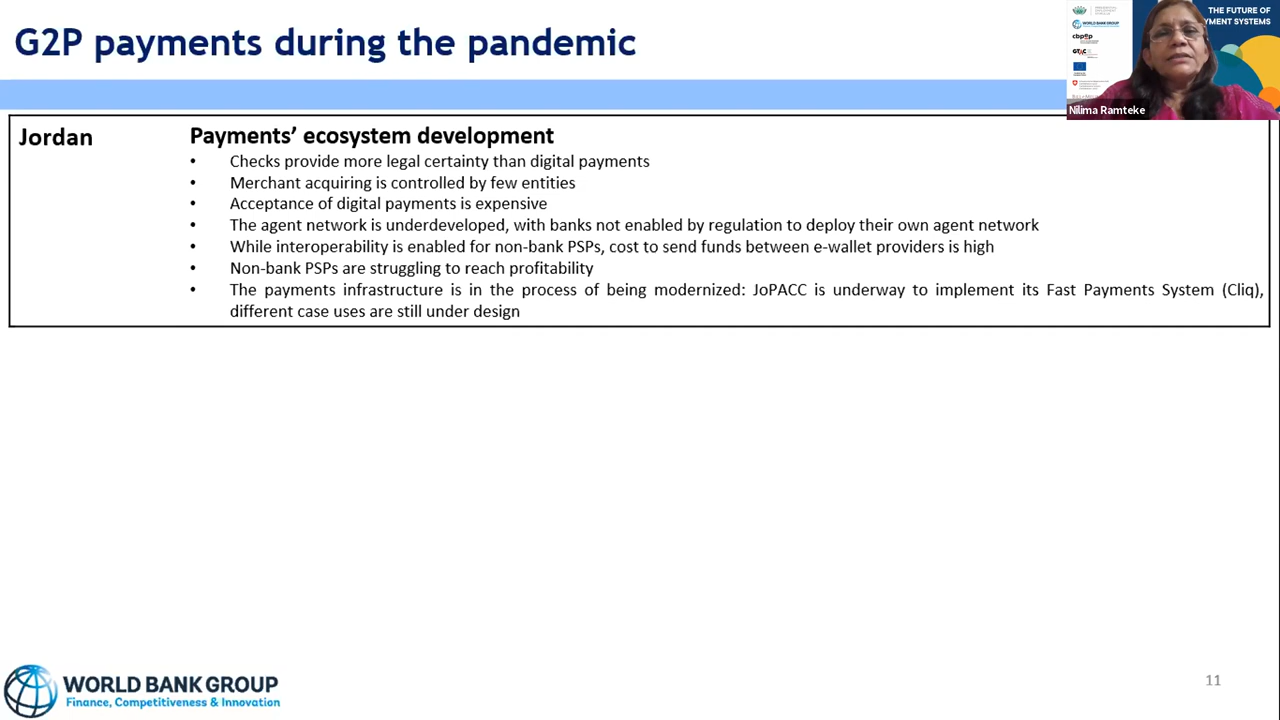 G2P payments during the pandemic
WORLD BANK GROUP
cbpop
THE FUTURE OF
YMENT SYSTEMS
Nilima Ramteke
Jordan
Payments’ ecosystem development
• Checks provide more legal certainty than digital payments
• Merchant acquiring is controlled by few entities
• Acceptance of digital payments is expensive
• The agent network is underdeveloped, with banks not enabled by regulation to deploy their own agent network
• While interoperability is enabled for non-bank PSPs, cost to send funds between e-wallet providers is high
• Non-bank PSPs are struggling to reach profitability
• The payments infrastructure is in the process of being modernized: JoPACC is underway to implement its Fast Payments System (Cliq),
different case uses are still under design
WORLD BANK GROUP
Finance, Competitiveness & Innovation
11